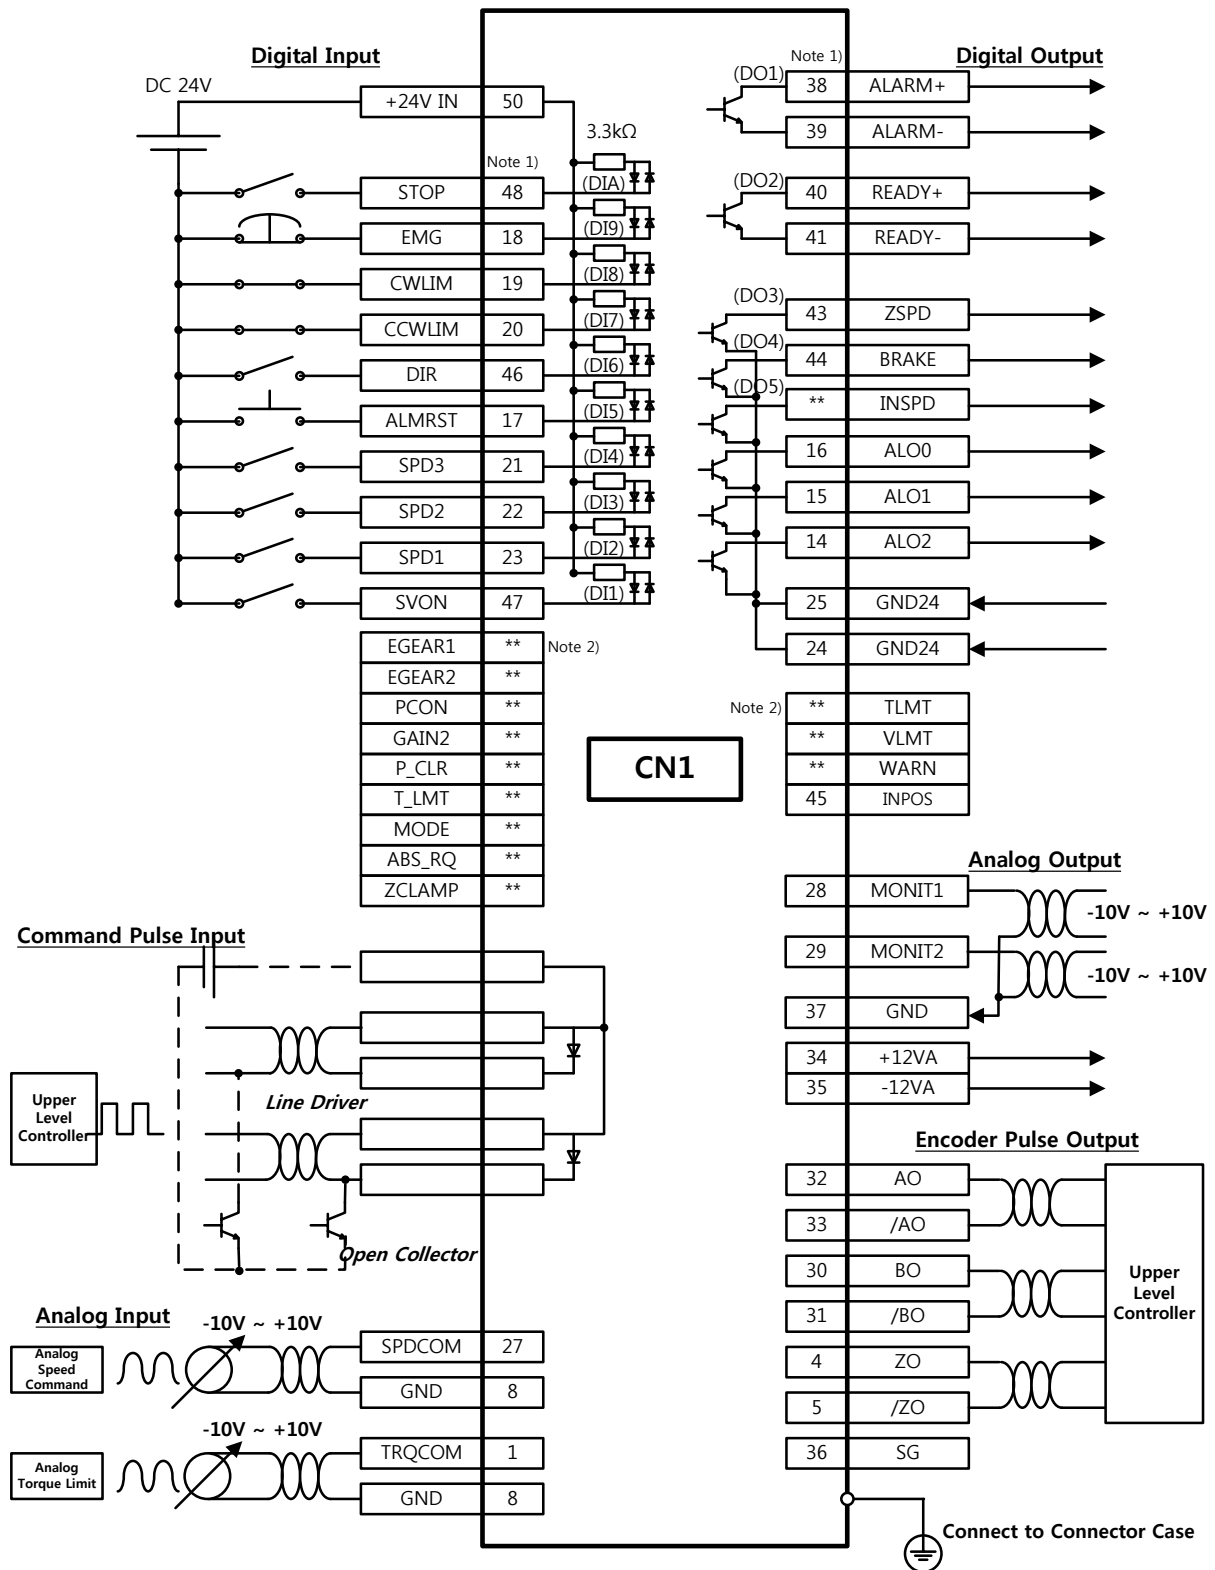 Digital Input
DC 24V
+24V IN 50
3.3kΩ
Note 1)
STOP 48 (DIA)
EMG 18 (DI9)
CWLIM 19 (DI8)
CCWLIM 20 (DI7)
DIR 46 (DI6)
ALMRST 17 (DI5)
SPD3 21 (DI4)
SPD2 22 (DI3)
SPD1 23 (DI2)
SVON 47 (DI1)
EGEAR1 ** Note 2)
EGEAR2 **
PCON **
GAIN2 **
P_CLR **
T_LMT **
MODE **
ABS_RQ **
ZCLAMP **
CN1
Note 1)
Digital Output
(DO1) 38 ALARM+
39 ALARM-
(DO2) 40 READY+
41 READY-
(DO3) 43 ZSPD
(DO4) 44 BRAKE
(DO5) ** INSPD
16 ALO0
15 ALO1
14 ALO2
25 GND24
24 GND24
Note 2) ** TLMT
** VLMT
** WARN
45 INPOS
Analog Output
28 MONIT1
-10V ~ +10V
29 MONIT2
-10V ~ +10V
37 GND
34 +12VA
35 -12VA
Command Pulse Input
Upper
Level
Controller
Line Driver
Open Collector
Encoder Pulse Output
32 AO
33 /AO
30 BO
31 /BO
4 ZO
5 /ZO
36 SG
Upper
Level
Controller
Analog Input
-10V ~ +10V
Analog
Speed
Command
SPDCOM 27
GND 8
-10V ~ +10V
Analog
Torque Limit
TRQCOM 1
GND 8
Connect to Connector Case